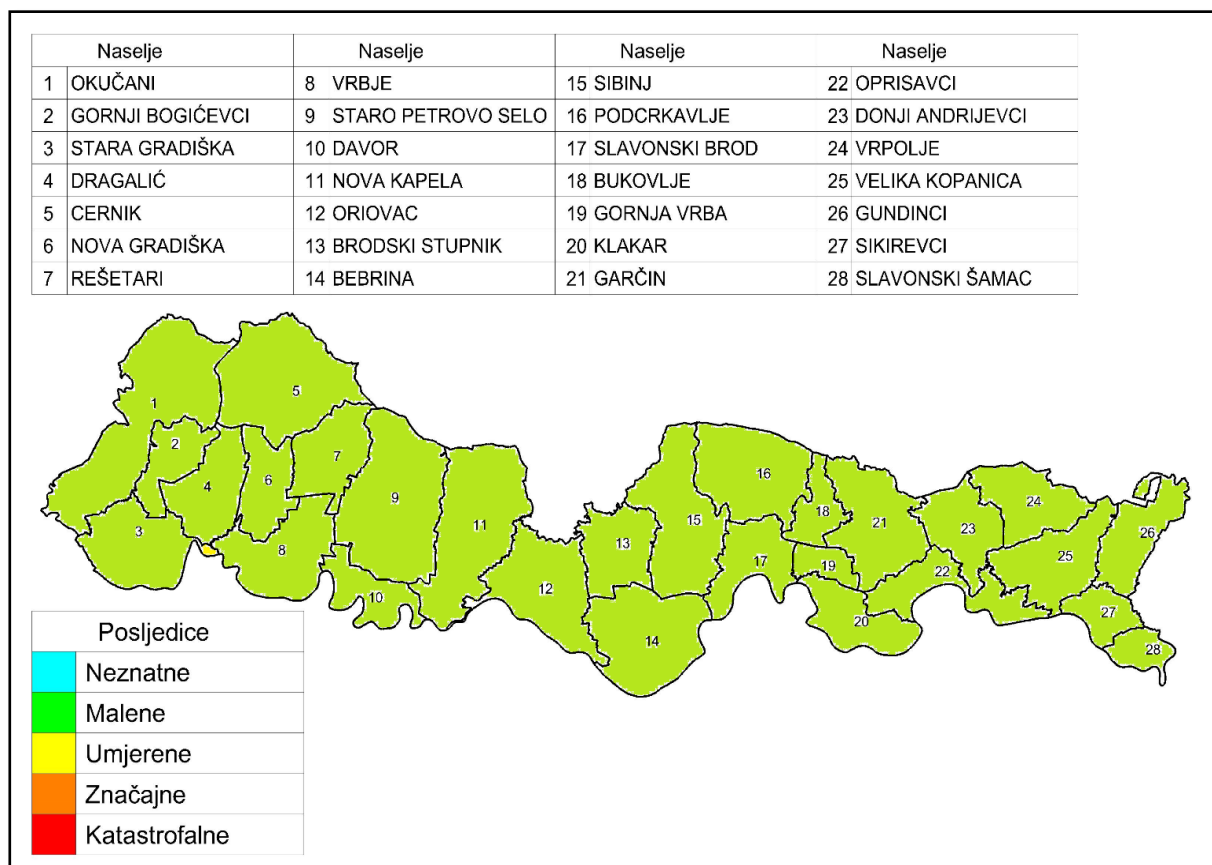 Naselje Naselje Naselje Naselje
1 OKUČANI 8 VRBJE 15 SIBINJ 22 OPRISAVCI
2 GORNJI BOGIĆEVCI 9 STARO PETROVO SELO 16 PODCRKAVLJE 23 DONJI ANDRIJEVCI
3 STARA GRADIŠKA 10 DAVOR 17 SLAVONSKI BROD 24 VRPOLJE
4 DRAGALIĆ 11 NOVA KAPELA 18 BUKOVLJE 25 VELIKA KOPANICA
5 CERNIK 12 ORIOVAC 19 GORNJA VRBA 26 GUNDINCI
6 NOVA GRADIŠKA 13 BRODSKI STUPNIK 20 KLAKAR 27 SIKIREVCI
7 REŠETARI 14 BEBRINA 21 GARČIN 28 SLAVONSKI ŠAMAC
5
1
2
7
16
6
4
9
24
18
15
21
11
23
3
26
13
8
25
17
19
22
12
10
27
20
14
28
Posljedice
Neznatne
Malene
Umjerene
Značajne
Katastrofalne